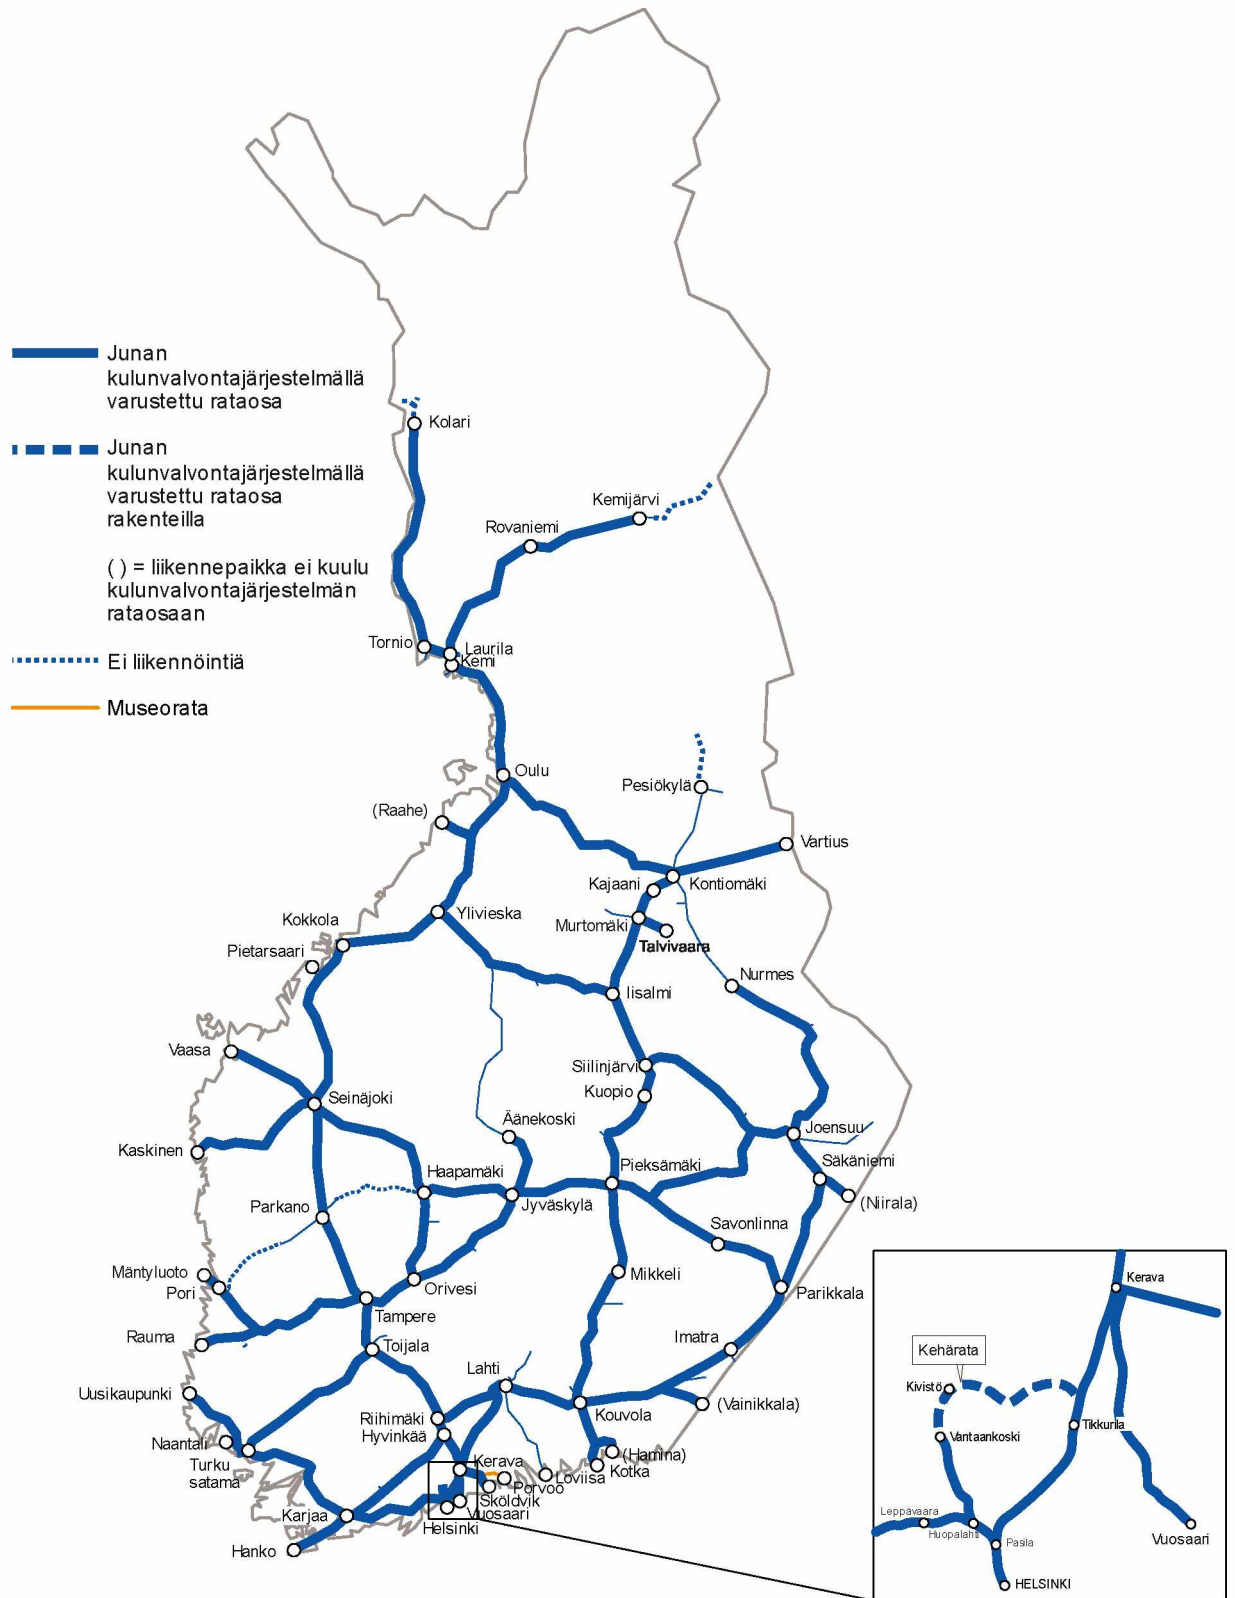 Junan
kulunvalvontajärjestelmällä
varustettu rataosa
Junan
kulunvalvontajärjestelmällä
varustettu rataosa
rakenteilla
( ) = liikennepaikka ei kuulu
kulunvalvontajärjestelmän
rataosaan
Ei liikennöintiä
Museorata
Kolari
Kemijärvi
Rovaniemi
Tornio
Laurila
Kemi
Oulu
Pesiökylä
(Raahe)
Vartius
Kajaani
Kontiomäki
Ylivieska
Kokkola
Murtomäki
Talvivaara
Pietarsaari
Nurmes
Iisalmi
Vaasa
Siilinjärvi
Kuopio
Seinäjoki
Äänekoski
Joensuu
Kaskinen
Haapamäki
Pieksämäki
Säkäniemi
Jyväskylä
(Niirala)
Parkano
Savonlinna
Mäntyluoto
Pori
Mikkeli
Orivesi
Parikkala
Tampere
Rauma
Toijala
Imatra
Lahti
Uusikaupunki
Kouvola
(Vainikkala)
Riihimäki
Hyvinkää
Naantali
Turku
satama
Kerava
(Hamina)
Kotka
Loviisa
Porvoo
Sköldvik
Vuosaari
Karjaa
Helsinki
Hanko
Kerava
Kehärata
Kivistö
Tikkurila
Vantaankoski
Leppävaara
Huopalahti
Pasila
Vuosaari
HELSINKI